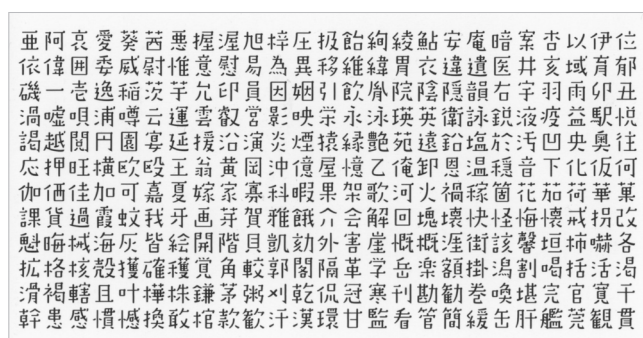 亜阿哀愛葵茜悪握渥旭梓圧扱飴絢綾鮎安庵暗案杏以伊位
依偉囲委威尉惟意慰易為異移維緯胃衣違遺医井亥域育郁
磯一壱逸稲茨芋允印員因姻引飲胤院陰隠韻右宇羽雨卯丑
渦嘘唄浦噂云運雲叡営影映栄永泳瑛英衛詠鋭液疫益駅悦
謁越閲円園宴延援沿演炎煙猿縁艶苑遠鉛塩於汚凹央奥往
応押旺横欧殴王翁黄岡沖億屋憶乙俺卸恩温穏音下化仮何
伽価佳加可嘉夏嫁家寡科暇果架歌河火禍稼箇花茄荷華菓
課貨過霞蚊我牙画芽賀雅餓介会解回塊壊快怪悔懐戒拐改
魁晦械海灰皆絵開階貝凱劾外害崖慨概涯街該馨垣柿嚇各
拡格核殻獲確穫覚角較郭閣隔革学岳楽額掛潟割喝括活渇
滑褐轄且叶樺株鎌茅粥刈乾侃冠寒刊勘勧巻喚堪完官寛干
幹患感慣憾換敢棺款歓汗漢環甘監看管簡緩缶肝艦莞観貫